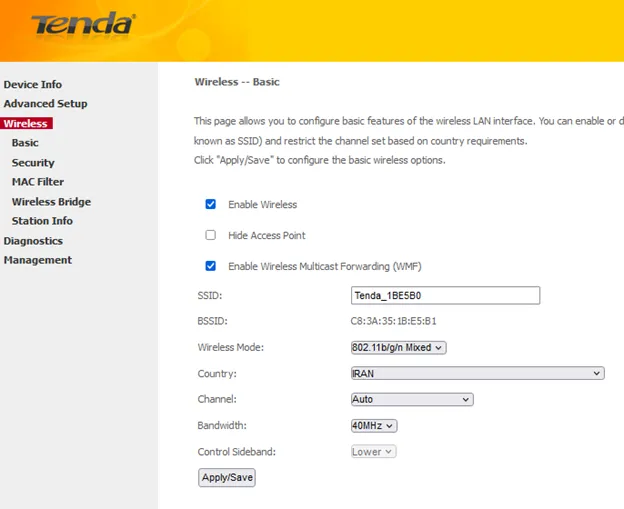 Tenda
Device Info
Advanced Setup
Wireless
Basic
Security
MAC Filter
Wireless Bridge
Station Info
Diagnostics
Management
Wireless -- Basic
This page allows you to configure basic features of the wireless LAN interface. You can enable or d
known as SSID) and restrict the channel set based on country requirements.
Click "Apply/Save" to configure the basic wireless options.
Enable Wireless
Hide Access Point
Enable Wireless Multicast Forwarding (WMF)
SSID: Tenda_1BE5B0
BSSID: C8:3A:35:1B:E5:B1
Wireless Mode: 802.11b/g/n Mixed
Country: IRAN
Channel: Auto
Bandwidth: 40MHz
Control Sideband: Lower
Apply/Save